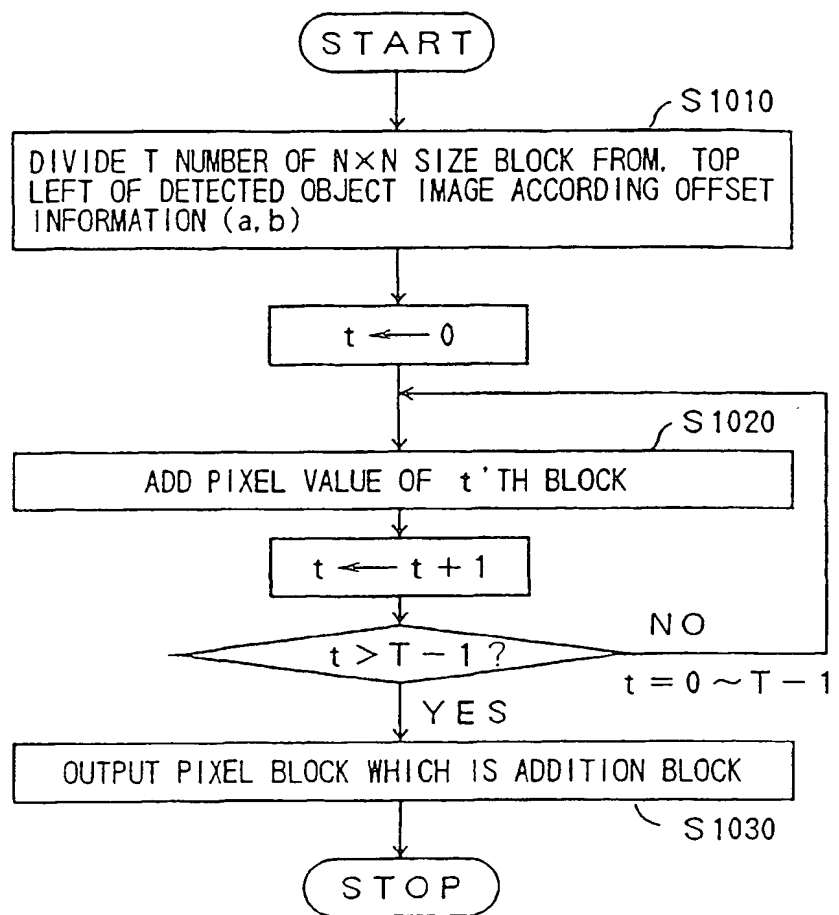 START
S1010
DIVIDE T NUMBER OF N×N SIZE BLOCK FROM. TOP
LEFT OF DETECTED OBJECT IMAGE ACCORDING OFFSET
INFORMATION (a,b)
t ← 0
S1020
ADD PIXEL VALUE OF t'TH BLOCK
t ← t + 1
t > T - 1 ?
NO
t = 0 ~ T - 1
YES
OUTPUT PIXEL BLOCK WHICH IS ADDITION BLOCK
S1030
STOP